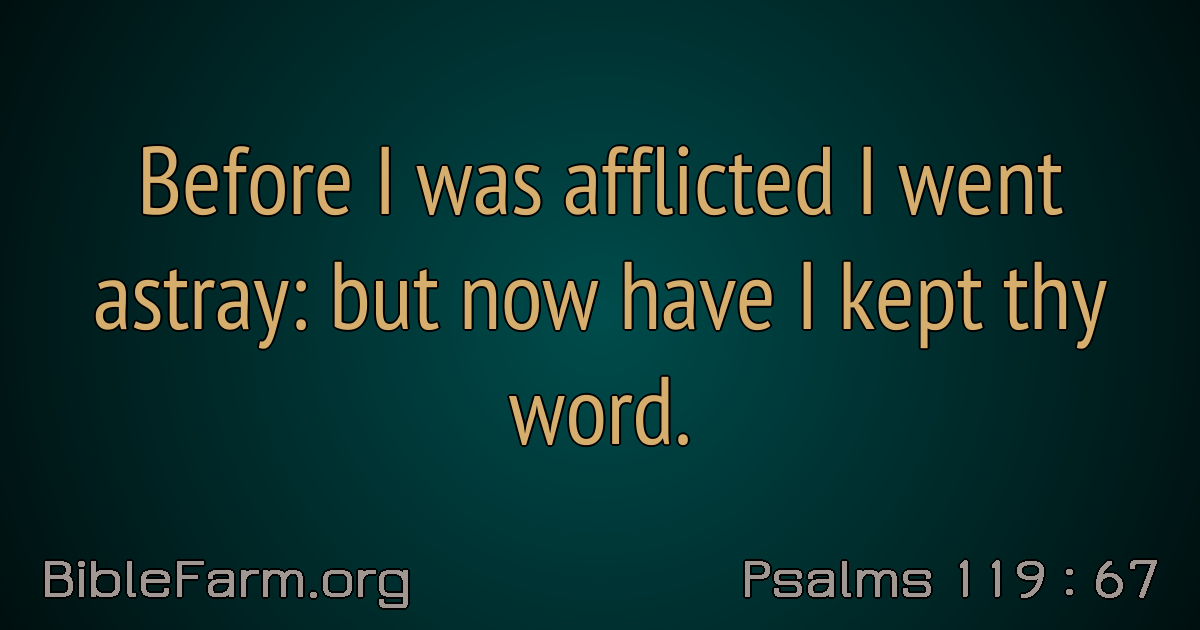 Before I was afflicted I went
astray: but now have I kept thy
word.
BibleFarm.org
Psalms 119 : 67